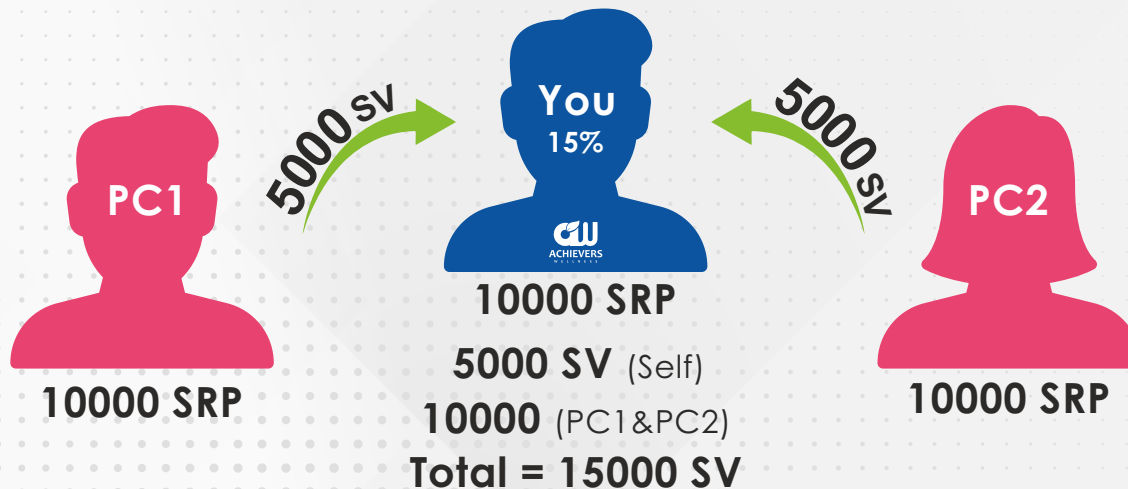 5000 SV
You
15%
5000 SV
PC1
PC2
ACHIEVERS
WELLNESS
10000 SRP
5000 SV (Self)
10000 SRP
10000 SRP
10000 (PC1&PC2)
Total = 15000 SV